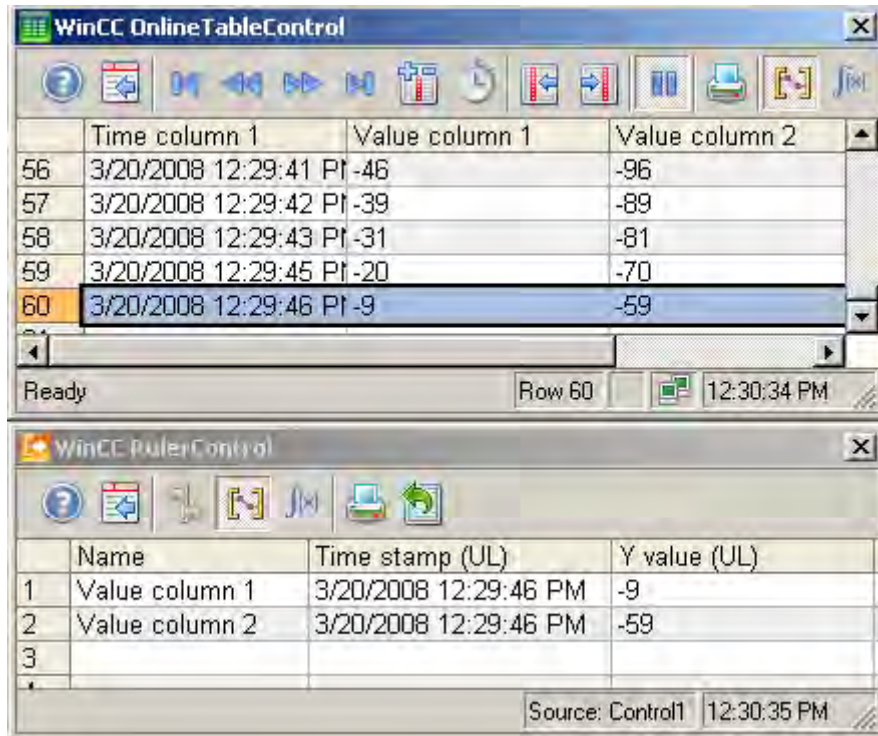 WinCC OnlineTableControl
Time column 1 Value column 1 Value column 2
56 3/20/2008 12:29:41 -46 -96
57 3/20/2008 12:29:42 -39 -89
58 3/20/2008 12:29:43 -31 -81
59 3/20/2008 12:29:45 -20 -70
60 3/20/2008 12:29:46 -9 -59
Ready Row 60 12:30:34 PM
WinCC RulerControl
Name Time stamp (UL) Y value (UL)
1 Value column 1 3/20/2008 12:29:46 PM -9
2 Value column 2 3/20/2008 12:29:46 PM -59
3
Source: Control1 12:30:35 PM